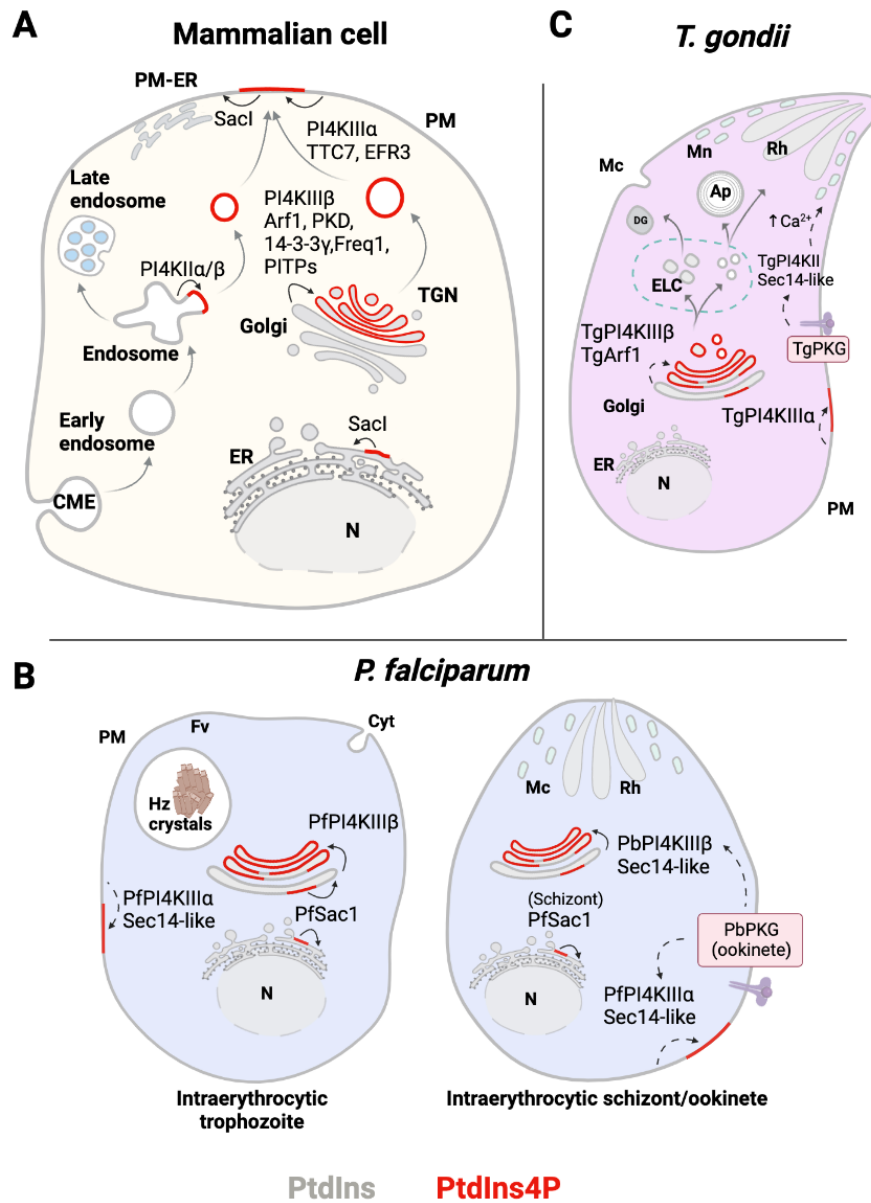 A
Mammalian cell
PM-ER
SacI
PM
PI4KIIIα
TTC7, EFR3
Late
endosome
PI4KIIIβ
Arf1, PKD,
14-3-3γ,Freq1,
PITPs
PI4KIIα/β
TGN
Golgi
Endosome
Early
endosome
SacI
ER
CME
N
C
T. gondii
Mn
Rh
Mc
Ap
DG
↑Ca²⁺
TgPI4KII
Sec14-like
ELC
TgPI4KIIIβ
TgArf1
TgPKG
Golgi
TgPI4KIIIα
ER
N
PM
B
P. falciparum
PM
Fv
Cyt
Hz
crystals
PfPI4KIIIβ
PfPI4KIIIα
Sec14-like
PfSac1
N
Intraerythrocytic
trophozoite
Mc
Rh
PbPI4KIIIβ
Sec14-like
(Schizont)
PfSac1
PbPKG
(ookinete)
N
PfPI4KIIIα
Sec14-like
Intraerythrocytic schizont/ookinete
PtdIns
PtdIns4P